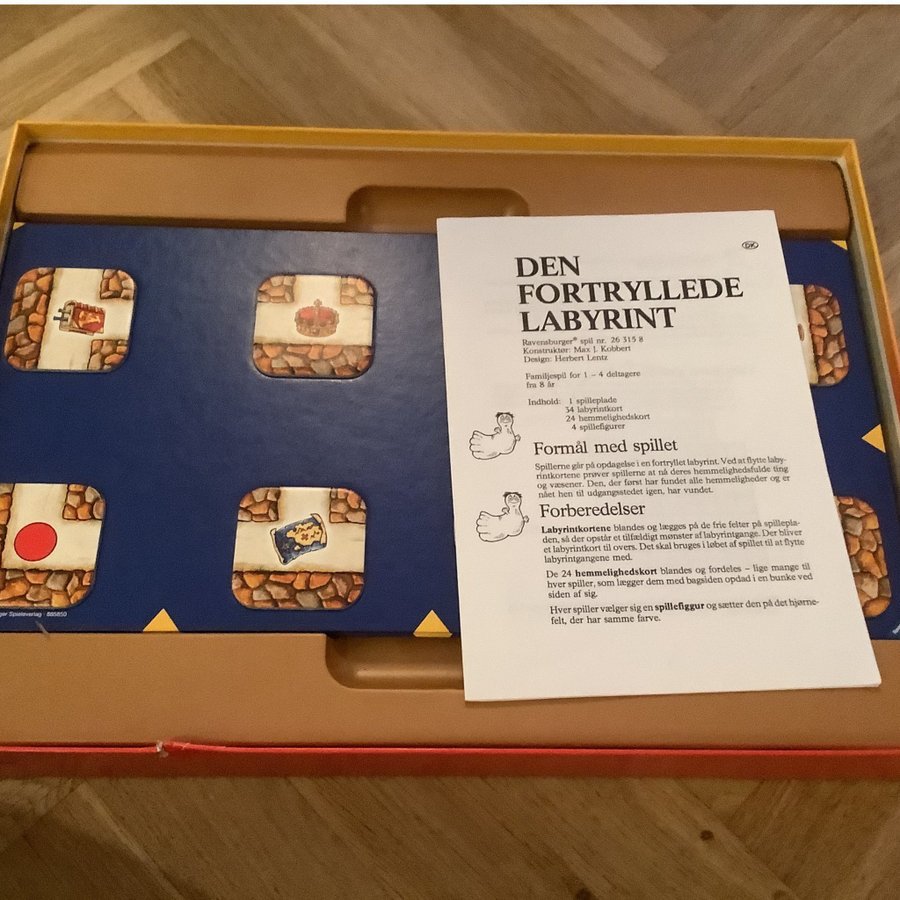 DK
DEN
FORTRYLLEDE
LABYRINT
Ravensburger® spil nr. 26 315 8
Konstruktør: Max J. Kobbert
Design: Herbert Lentz
Familjespil for 1 – 4 deltagere
fra 8 år
Indhold: 1 spilleplade
34 labyrintkort
24 hemmelighedskort
4 spillefigurer
Formål med spillet
Spillerne går på opdagelse i en fortryllet labyrint. Ved at flytte laby-
rintkortene prøver spillerne at nå deres hemmelighedsfulde ting
og væsener. Den, der først har fundet alle hemmeligheder og er
nået hen til udgangsstedet igen, har vundet.
Forberedelser
Labyrintkortene blandes og lægges på de frie felter på spillepla-
den, så der opstår et tilfældigt mønster af labyrintgange. Der bliver
et labyrintkort til overs. Det skal bruges i løbet af spillet til at flytte
labyrintgangene med.
De 24 hemmelighedskort blandes og fordeles – lige mange til
hver spiller, som lægger dem med bagsiden opad i en bunke ved
siden af sig.
Hver spiller vælger sig en spillefiggur og sætter den på det hjørne-
felt, der har samme farve.
ger Spieleverlag · 885859